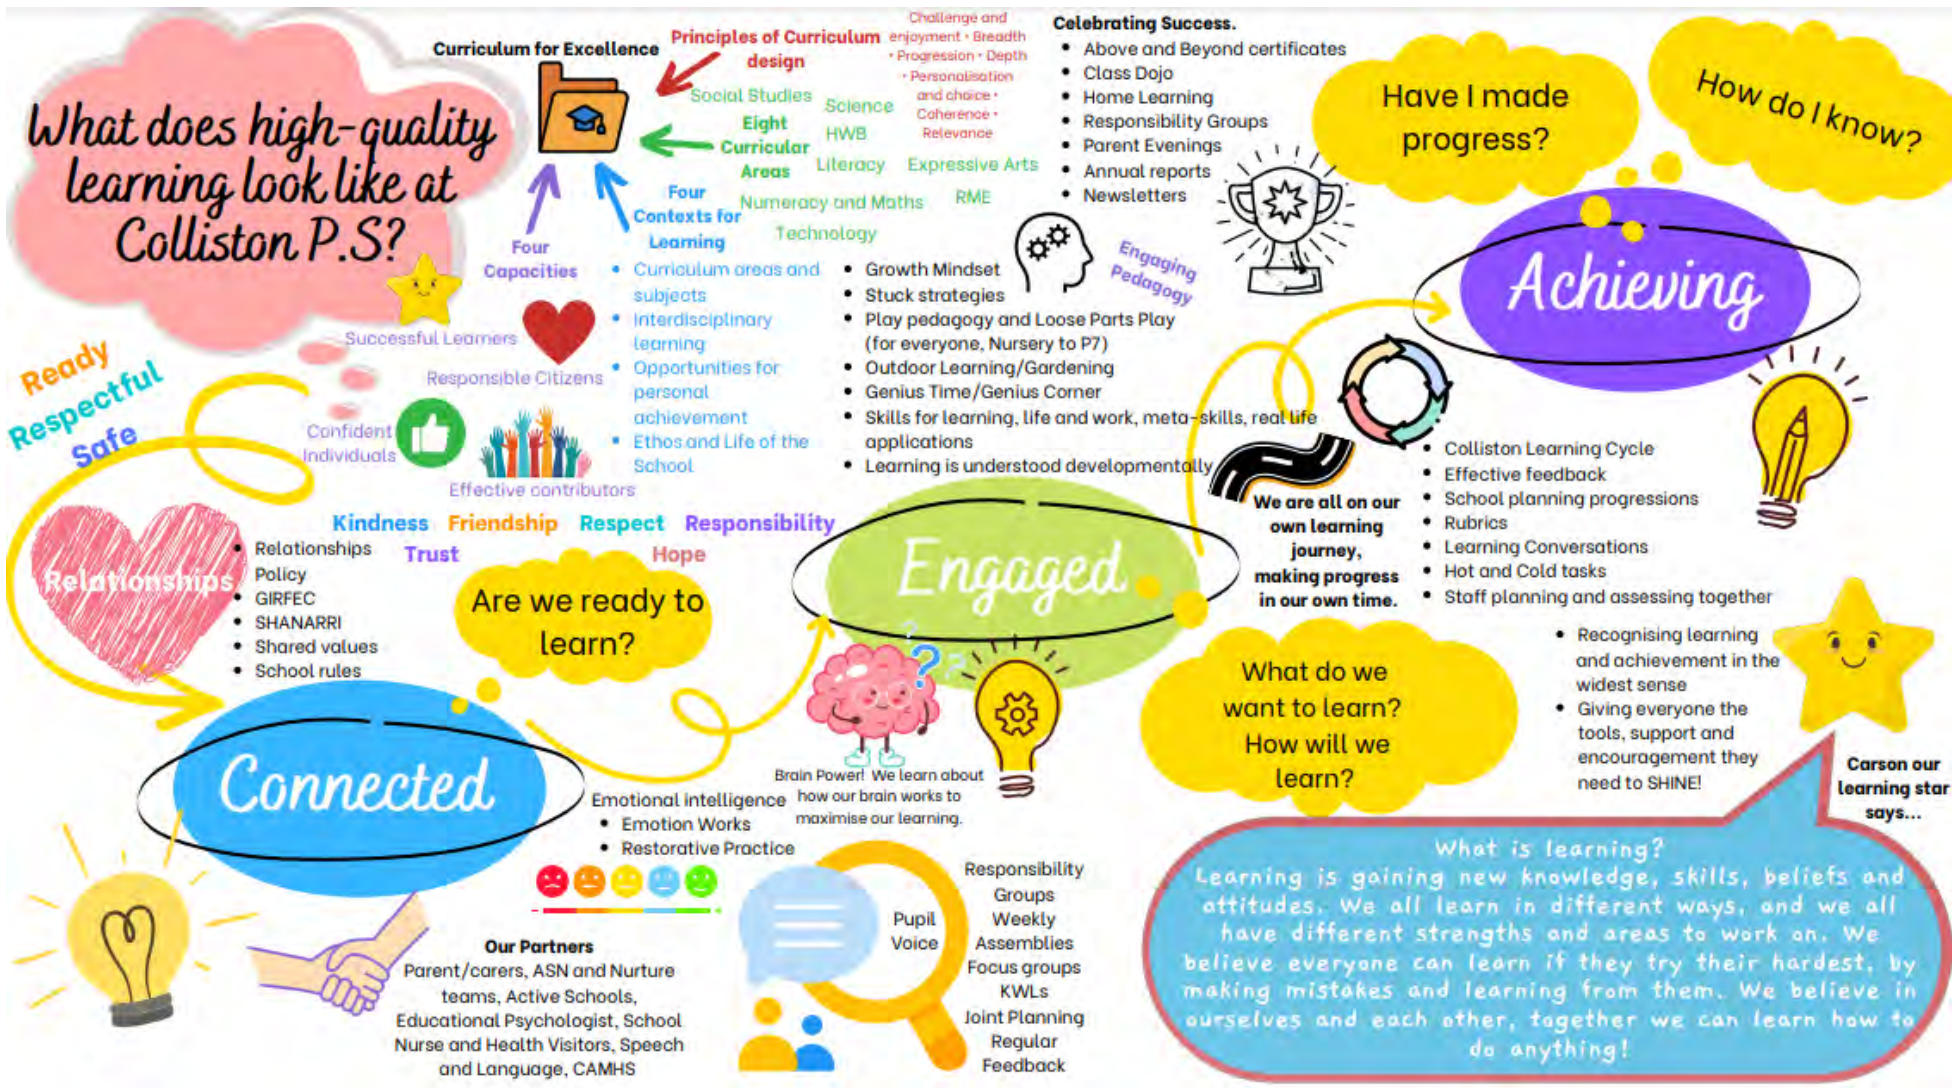 What does high-quality
learning look like at
Colliston P.S?
Curriculum for Excellence
Principles of Curriculum
design
Challenge and
enjoyment • Breadth
• Progression • Depth
• Personalisation
and choice •
Coherence •
Relevance
Social Studies
Science
Eight
Curricular
Areas
HWB
Literacy
Expressive Arts
Numeracy and Maths
RME
Technology
Four
Contexts for
Learning
• Curriculum areas and
subjects
• Interdisciplinary
learning
• Opportunities for
personal
achievement
• Ethos and Life of the
School
Four
Capacities
Successful Learners
Responsible Citizens
Confident
Individuals
Effective contributors
Celebrating Success.
• Above and Beyond certificates
• Class Dojo
• Home Learning
• Responsibility Groups
• Parent Evenings
• Annual reports
• Newsletters
Have I made
progress?
How do I know?
Achieving
Engaging
Pedagogy
• Growth Mindset
• Stuck strategies
• Play pedagogy and Loose Parts Play
(for everyone, Nursery to P7)
• Outdoor Learning/Gardening
• Genius Time/Genius Corner
• Skills for learning, life and work, meta-skills, real life
applications
• Learning is understood developmentally
Ready
Respectful
Safe
Kindness Friendship Respect Responsibility
Trust Hope
Relationships
• Relationships
Policy
• GIRFEC
• SHANARRI
• Shared values
• School rules
Are we ready to
learn?
Engaged
We are all on our
own learning
journey,
making progress
in our own time.
• Colliston Learning Cycle
• Effective feedback
• School planning progressions
• Rubrics
• Learning Conversations
• Hot and Cold tasks
• Staff planning and assessing together
• Recognising learning
and achievement in the
widest sense
• Giving everyone the
tools, support and
encouragement they
need to SHINE!
What do we
want to learn?
How will we
learn?
Connected
? ? ?
Brain Power! We learn about
how our brain works to
maximise our learning.
Emotional intelligence
• Emotion Works
• Restorative Practice
Our Partners
Parent/carers, ASN and Nurture
teams, Active Schools,
Educational Psychologist, School
Nurse and Health Visitors, Speech
and Language, CAMHS
Pupil
Voice
Responsibility
Groups
Weekly
Assemblies
Focus groups
KWLs
Joint Planning
Regular
Feedback
Carson our
learning star
says...
What is learning?
Learning is gaining new knowledge, skills, beliefs and
attitudes. We all learn in different ways, and we all
have different strengths and areas to work on. We
believe everyone can learn if they try their hardest, by
making mistakes and learning from them. We believe in
ourselves and each other, together we can learn how to
do anything!